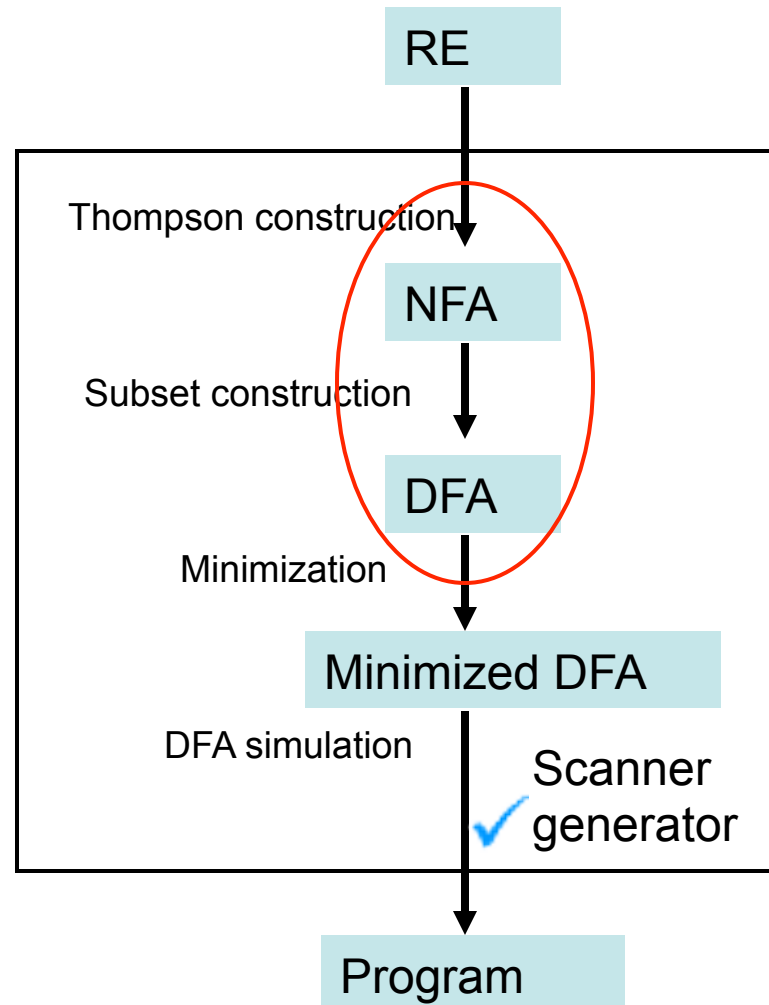 RE
Thompson construction
NFA
Subset construction
DFA
Minimization
Minimized DFA
DFA simulation
Scanner
generator
Program